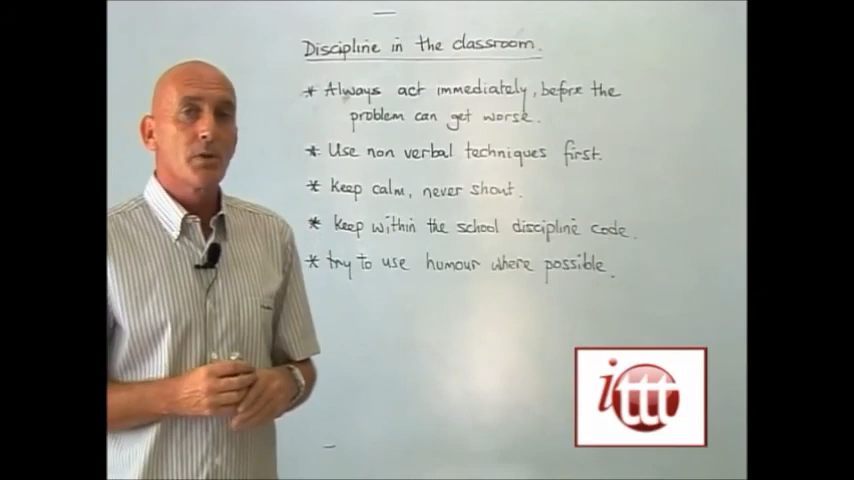 Discipline in the classroom.
* Always act immediately, before the
problem can get worse.
* Use non verbal techniques first.
* keep calm, never shout.
* keep within the school discipline code.
* try to use humour where possible.
ittt